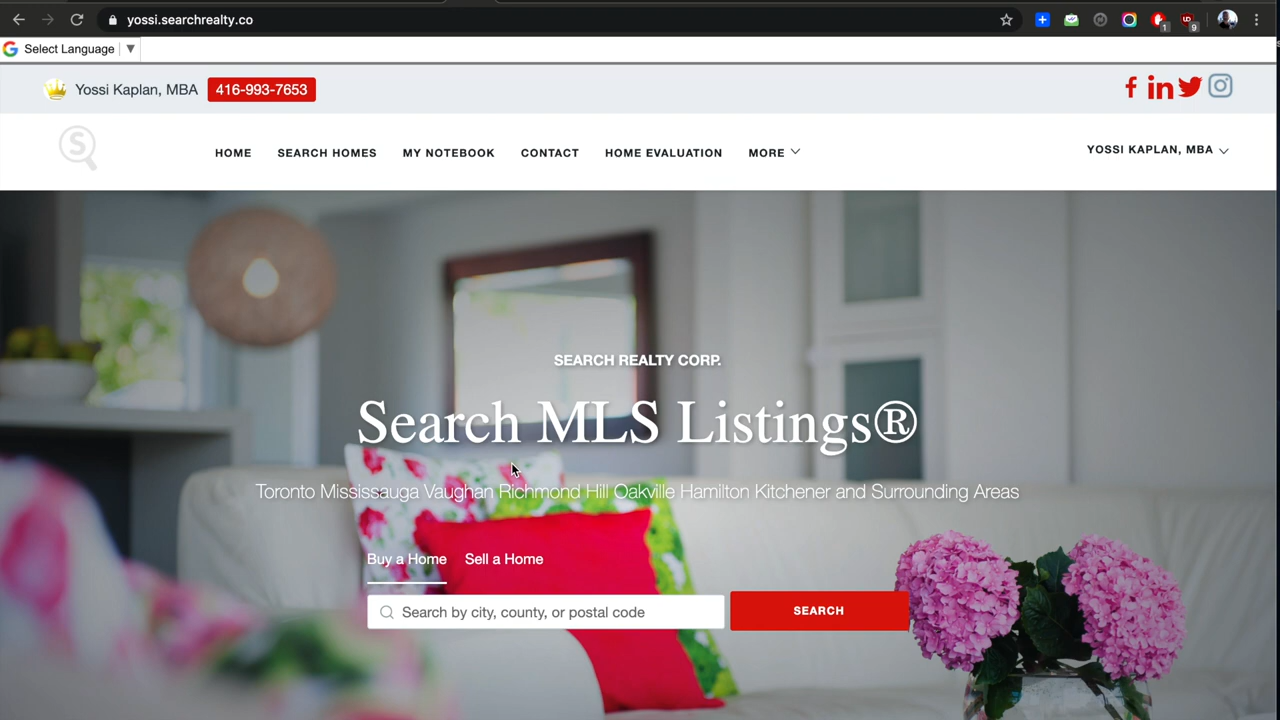 yossi.searchrealty.co
1
9
Select Language ▼
Yossi Kaplan, MBA 416-993-7653
S
HOME SEARCH HOMES MY NOTEBOOK CONTACT HOME EVALUATION MORE YOSSI KAPLAN, MBA
SEARCH REALTY CORP.
Search MLS Listings®
Toronto Mississauga Vaughan Richmond Hill Oakville Hamilton Kitchener and Surrounding Areas
Buy a Home Sell a Home
Search by city, county, or postal code SEARCH